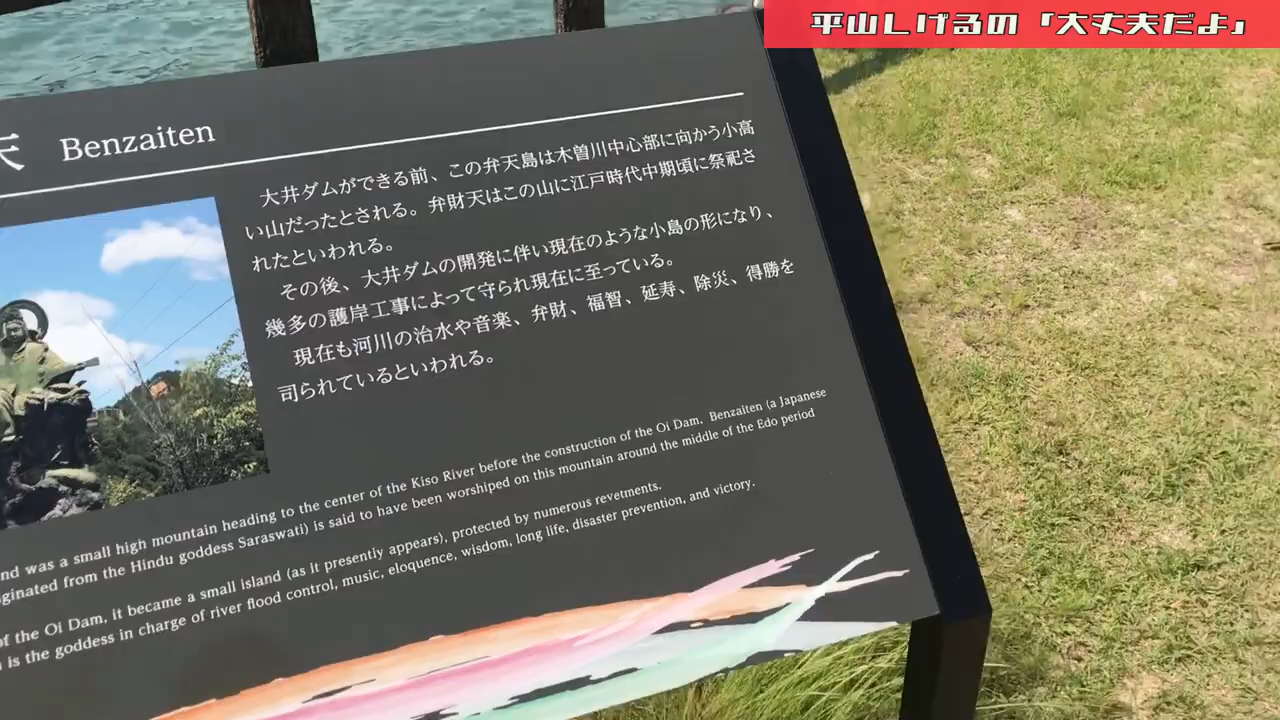 平山しげるの「大丈夫だよ」
天 Benzaiten
大井ダムができる前、この弁天島は木曽川中心部に向かう小高
い山だったとされる。弁財天はこの山に江戸時代中期頃に祭祀さ
れたといわれる。
その後、大井ダムの開発に伴い現在のような小島の形になり、
幾多の護岸工事によって守られ現在に至っている。
現在も河川の治水や音楽、弁財、福智、延寿、除災、得勝を
司られているといわれる。
nd was a small high mountain heading to the center of the Kiso River before the construction of the Oi Dam. Benzaiten (a Japanese
iginated from the Hindu goddess Saraswati) is said to have been worshiped on this mountain around the middle of the Edo period
of the Oi Dam, it became a small island (as it presently appears), protected by numerous revetments.
is the goddess in charge of river flood control, music, eloquence, wisdom, long life, disaster prevention, and victory.